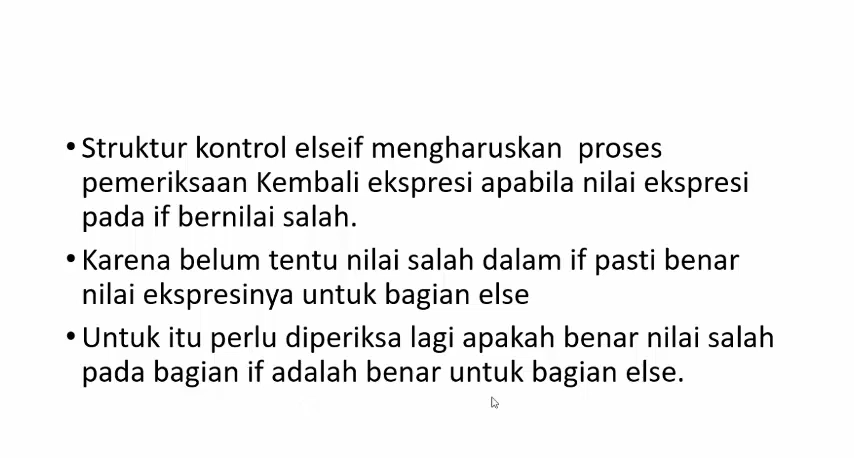 • Struktur kontrol elseif mengharuskan  proses
pemeriksaan Kembali ekspresi apabila nilai ekspresi
pada if bernilai salah.
• Karena belum tentu nilai salah dalam if pasti benar
nilai ekspresinya untuk bagian else
• Untuk itu perlu diperiksa lagi apakah benar nilai salah
pada bagian if adalah benar untuk bagian else.